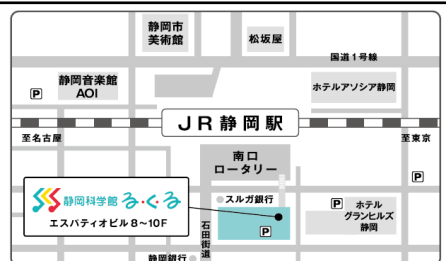 静岡市
美術館
松坂屋
国道1号線
静岡音楽館
AOI
P
ホテルアソシア静岡
JR静岡駅
至名古屋
至東京
南口
ロータリー
P
静岡科学館 る・く・る
エスパティオビル8〜10F
スルガ銀行
P
P
ホテル
グランヒルズ
静岡
石田街道
静岡銀行